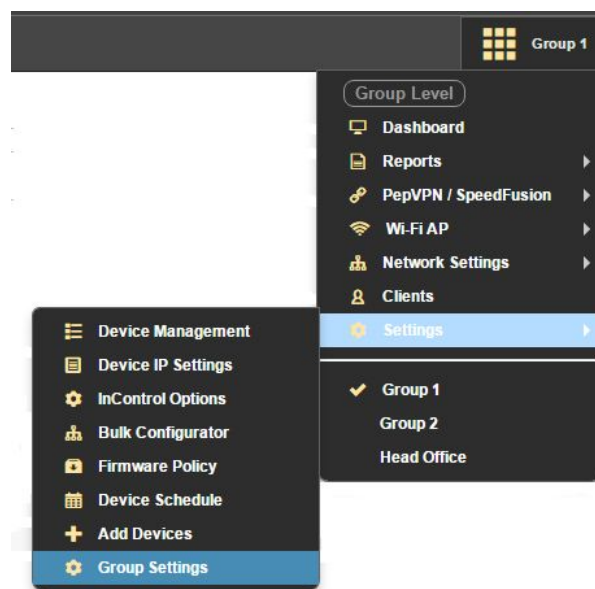 Group 1
Group Level
Dashboard
Reports
PepVPN / SpeedFusion
Wi-Fi AP
Network Settings
Clients
Settings
Group 1
Group 2
Head Office
Device Management
Device IP Settings
InControl Options
Bulk Configurator
Firmware Policy
Device Schedule
Add Devices
Group Settings